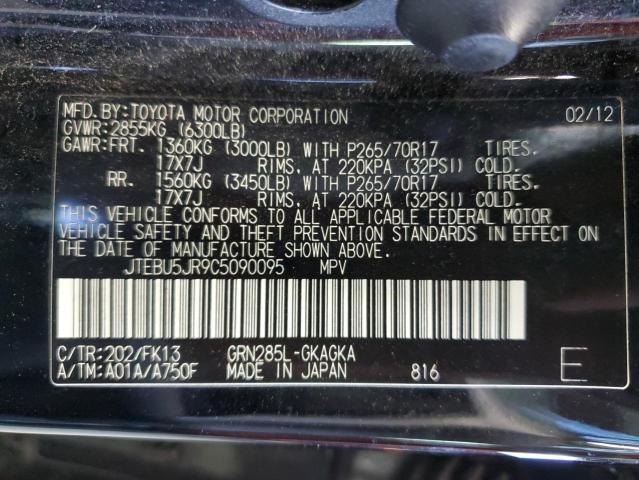 MFD. BY: TOYOTA MOTOR CORPORATION 02/12
GVWR: 2855KG (6300LB)
GAWR: FRT. 1360KG (3000LB) WITH P265/70R17 TIRES.
17X7J RIMS, AT 220KPA (32PSI) COLD.
RR. 1560KG (3450LB) WITH P265/70R17 TIRES.
17X7J RIMS, AT 220KPA (32PSI) COLD.
THIS VEHICLE CONFORMS TO ALL APPLICABLE FEDERAL MOTOR
VEHICLE SAFETY AND THEFT PREVENTION STANDARDS IN EFFECT ON
THE DATE OF MANUFACTURE SHOWN ABOVE.
JTEBU5JR9C5090095 MPV
C/TR: 202/FK13 GRN285L-GKAGKA
A/TM: A01A/A750F MADE IN JAPAN 816 E